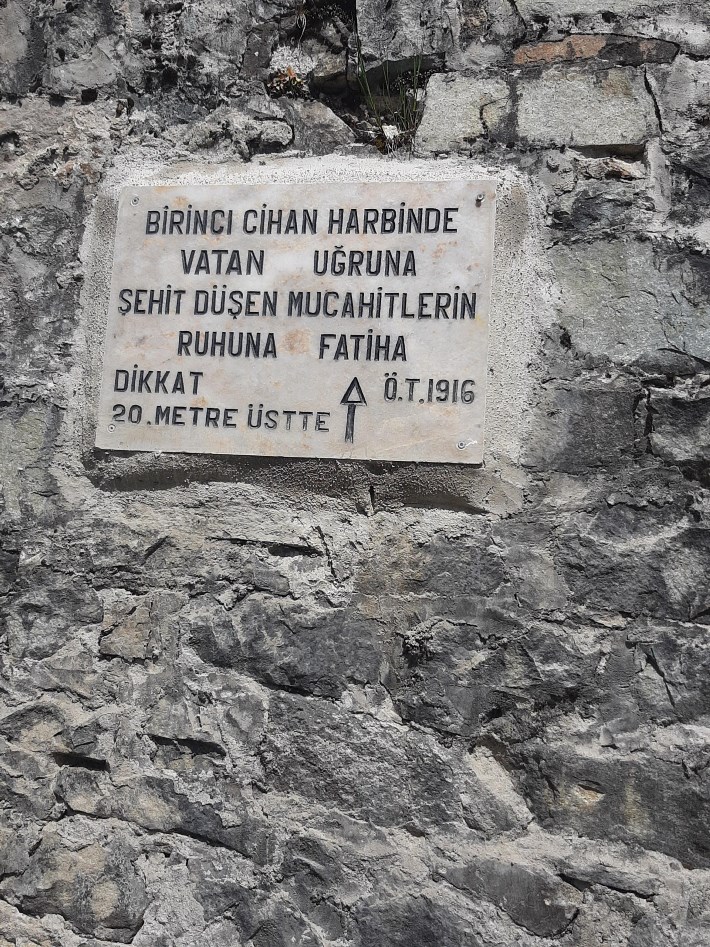 BİRİNCİ CİHAN HARBİNDE
VATAN UĞRUNA
ŞEHİT DÜŞEN MUCAHİTLERİN
RUHUNA FATİHA
DİKKAT Ö.T.1916
20.METRE ÜSTTE